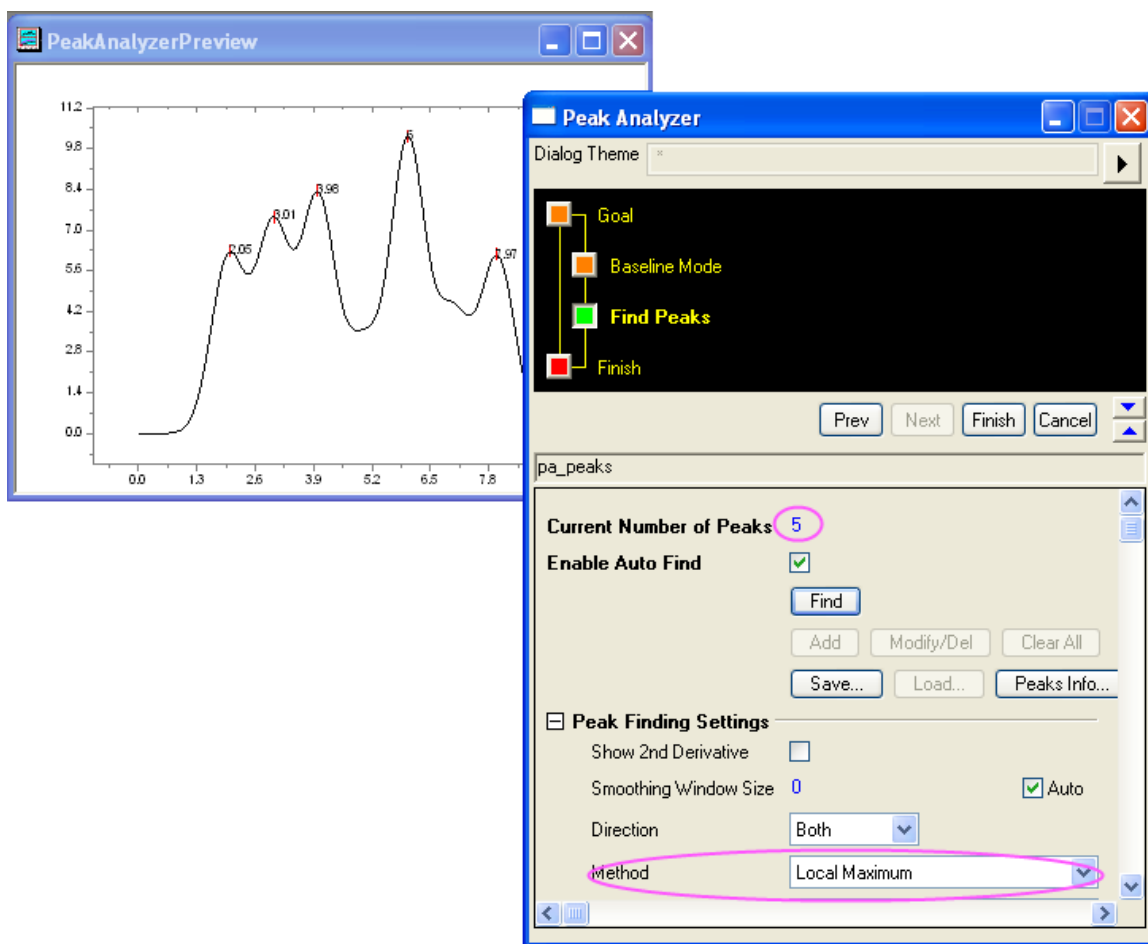 PeakAnalyzerPreview
11.2
9.8
8.4
7.0
5.6
4.2
2.8
1.4
0.0
2.05
3.01
3.98
0.0 1.3 2.6 3.9 5.2 6.5 7.8
Peak Analyzer
Dialog Theme *
Goal
Baseline Mode
Find Peaks
Finish
Prev Next Finish Cancel
pa_peaks
Current Number of Peaks 5
Enable Auto Find
Find
Add Modify/Del Clear All
Save... Load... Peaks Info...
Peak Finding Settings
Show 2nd Derivative
Smoothing Window Size 0 Auto
Direction Both
Method Local Maximum